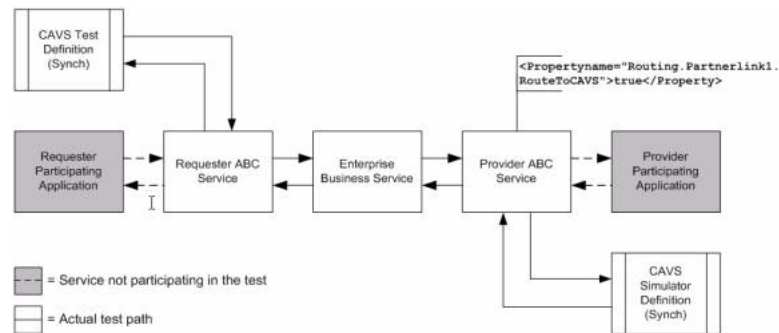 CAVS Test
Definition
(Synch)
<Propertyname="Routing.Partnerlink1.
RouteToCAVS">true</Property>
Requester
Participating
Application
Requester ABC
Service
Enterprise
Business Service
Provider ABC
Service
Provider
Participating
Application
CAVS
Simulator
Definition
(Synch)
= Service not participating in the test
= Actual test path